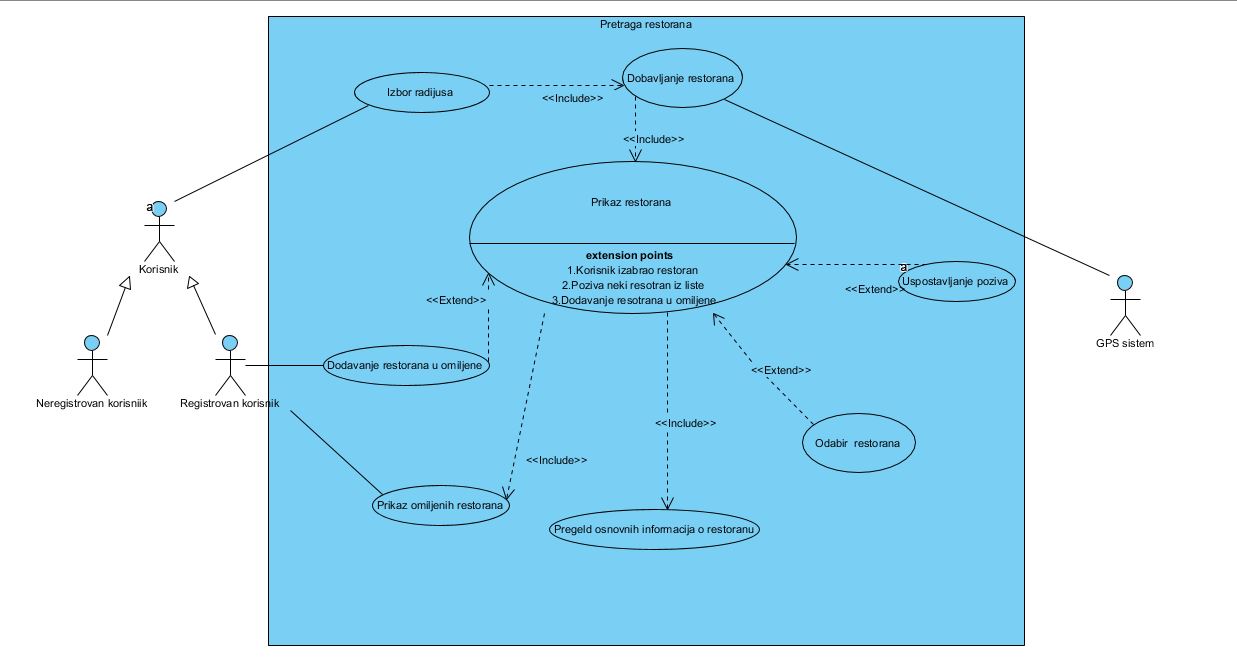 Pretraga restorana
Izbor radijusa
<<Include>>
Dobavljanje restorana
<<Include>>
Prikaz restorana
extension points
1.Korisnik izabrao restoran
2.Poziva neki resotran iz liste
3.Dodavanje resotrana u omiljene
a
Korisnik
a
Uspostavljanje poziva
<<Extend>>
<<Extend>>
GPS sistem
Neregistrovan korisniik
Registrovan korisnik
Dodavanje restorana u omiljene
<<Extend>>
<<Include>>
Odabir restorana
<<Include>>
Prikaz omiljenih restorana
Pregeld osnovnih informacija o restoranu